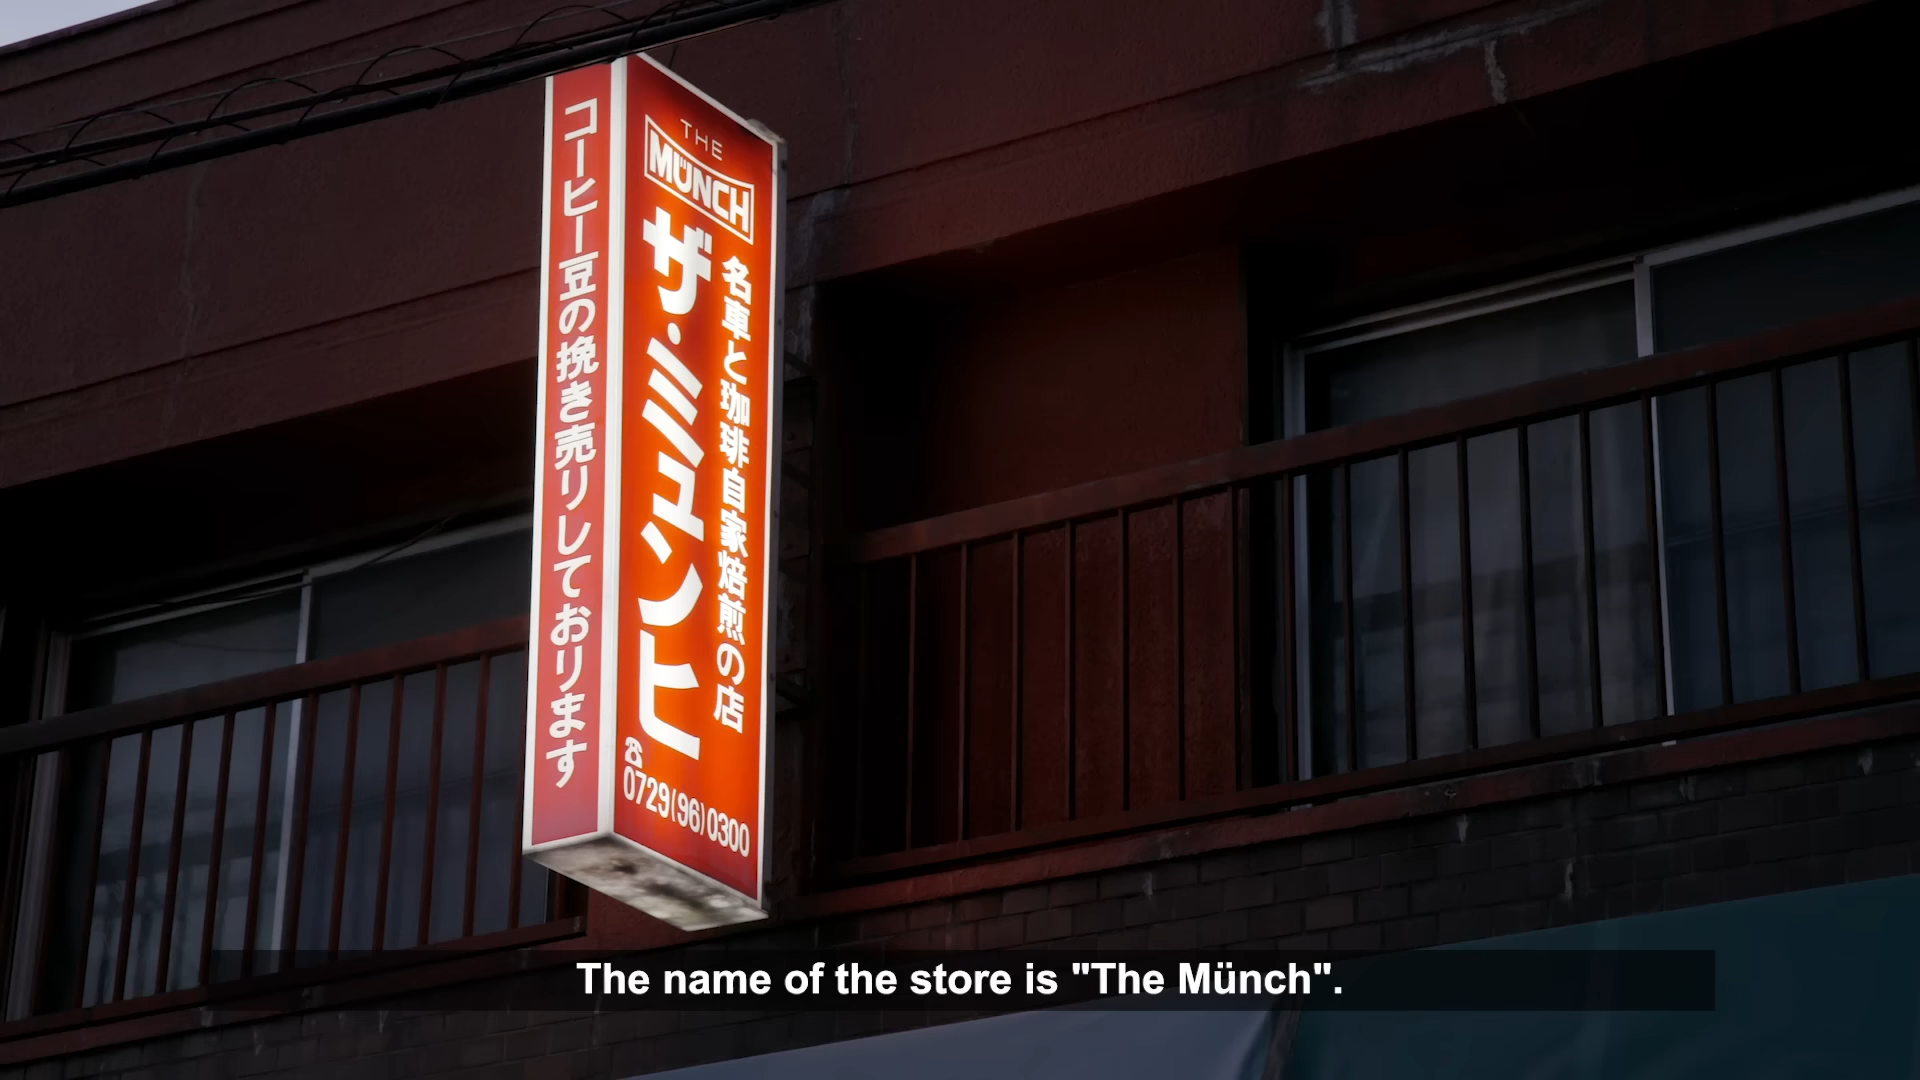 コーヒー豆の挽き売りしております
THE
MÜNCH
名車と珈琲自家焙煎の店
ザ・ミュンヒ
☎
0729(96)0300
The name of the store is "The Münch".